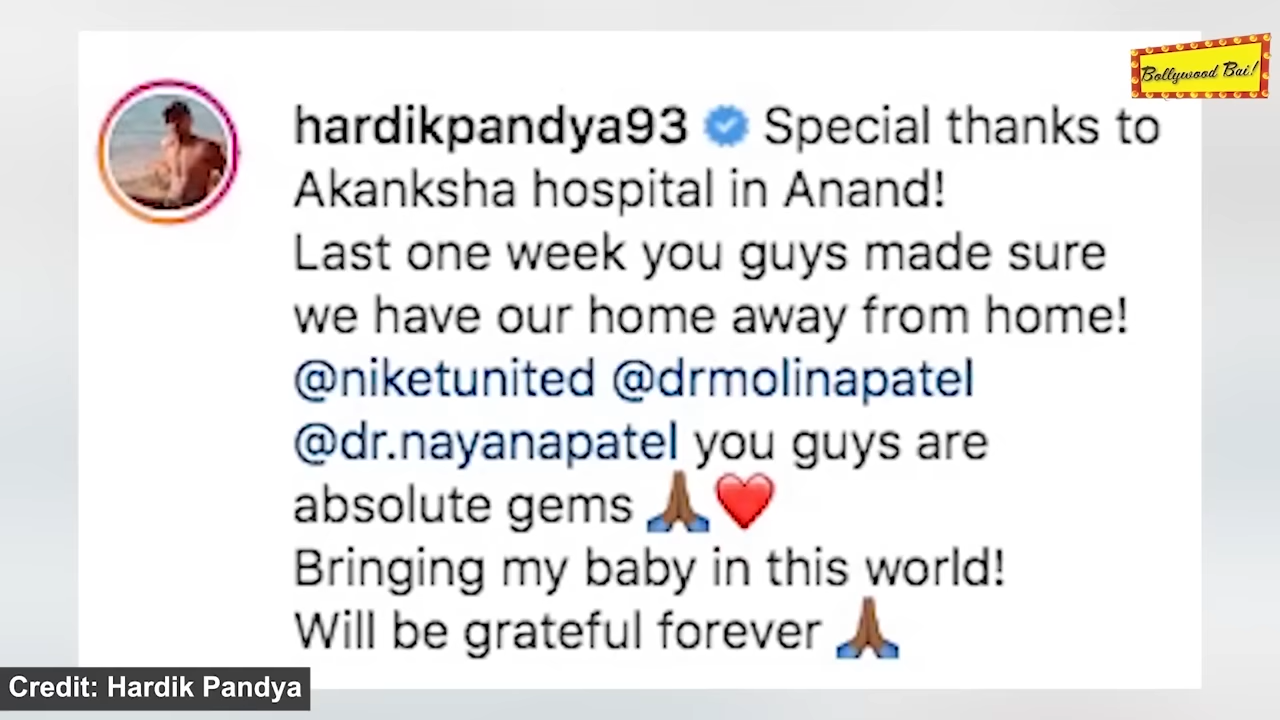 Bollywood Bai!
hardikpandya93 Special thanks to
Akanksha hospital in Anand!
Last one week you guys made sure
we have our home away from home!
@niketunited @drmolinapatel
@dr.nayanapatel you guys are
absolute gems 🙏🏾❤️
Bringing my baby in this world!
Will be grateful forever 🙏🏾
Credit: Hardik Pandya